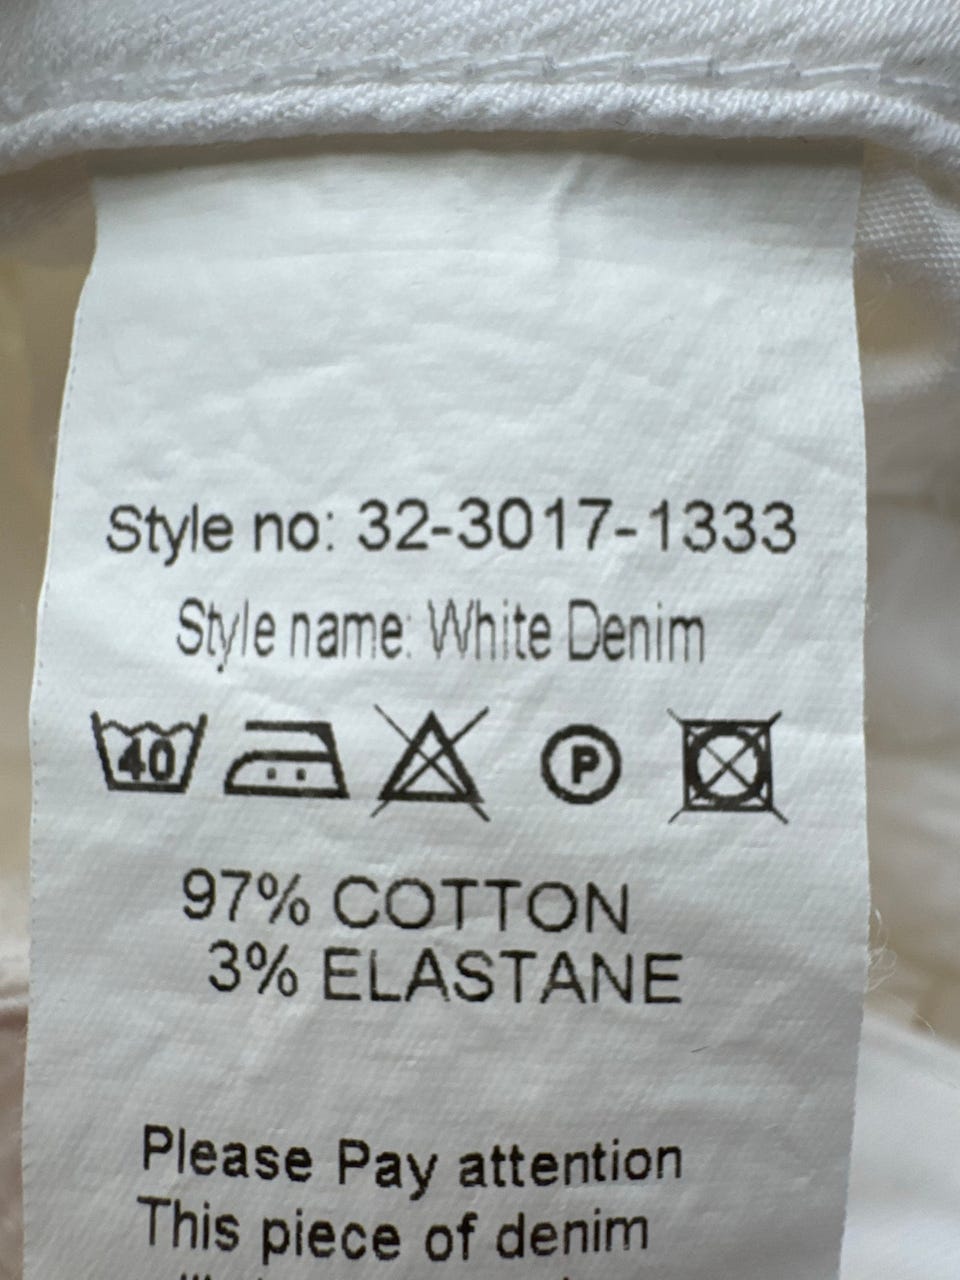 Style no: 32-3017-1333
Style name: White Denim
40 P
97% COTTON
3% ELASTANE
Please Pay attention
This piece of denim